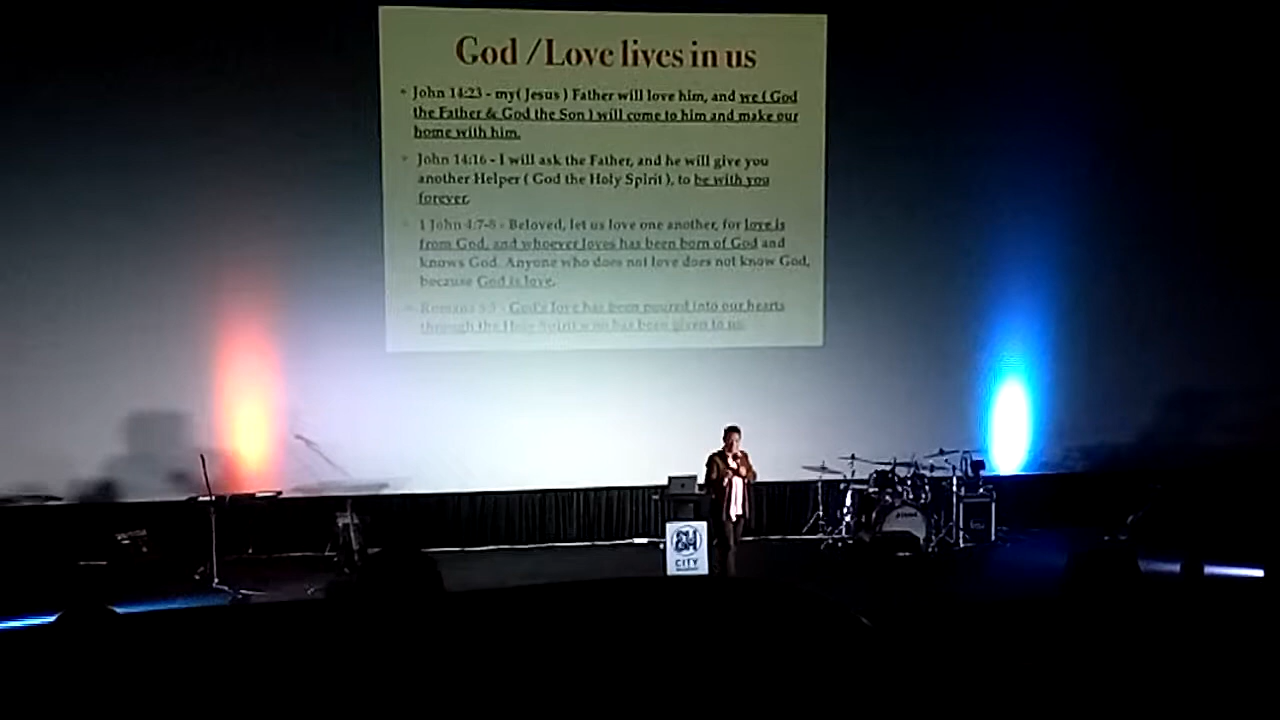 God /Love lives in us
• John 14:23 - my( Jesus ) Father will love him, and we ( God
the Father & God the Son ) will come to him and make our
home with him.
• John 14:16 - I will ask the Father, and he will give you
another Helper ( God the Holy Spirit ), to be with you
forever.
• 1 John 4:7-8 - Beloved, let us love one another, for love is
from God, and whoever loves has been born of God and
knows God. Anyone who does not love does not know God,
because God is love.
• Romans 5:5 - God's love has been poured into our hearts
through the Holy Spirit who has been given to us.
SM
CITY
TAMA